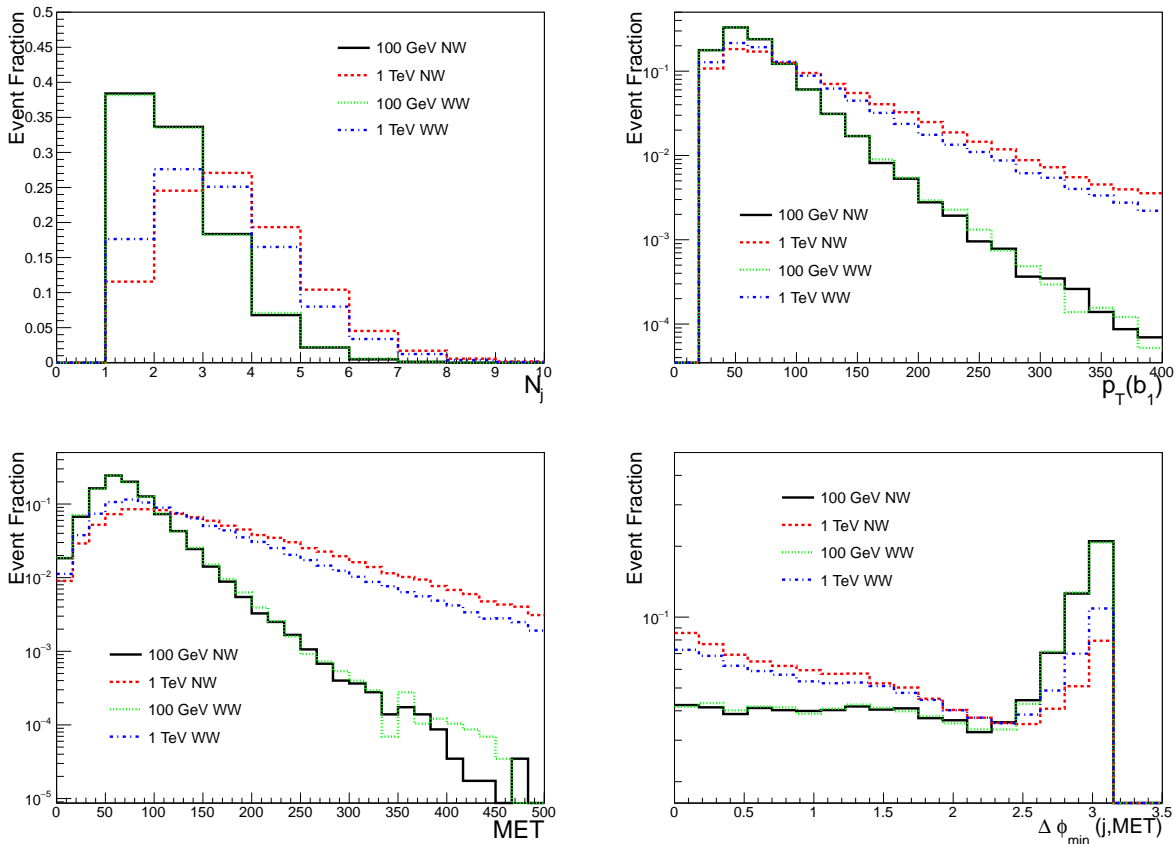 Event Fraction
0.5
0.45
0.4
0.35
0.3
0.25
0.2
0.15
0.1
0.05
0
100 GeV NW
1 TeV NW
100 GeV WW
1 TeV WW
0 1 2 3 4 5 6 7 8 9 10
N_j
Event Fraction
10^-1
10^-2
10^-3
10^-4
100 GeV NW
1 TeV NW
100 GeV WW
1 TeV WW
0 50 100 150 200 250 300 350 400
p_T(b_1)
Event Fraction
10^-1
10^-2
10^-3
10^-4
10^-5
100 GeV NW
1 TeV NW
100 GeV WW
1 TeV WW
0 50 100 150 200 250 300 350 400 450 500
MET
Event Fraction
10^-1
100 GeV NW
1 TeV NW
100 GeV WW
1 TeV WW
0 0.5 1 1.5 2 2.5 3 3.5
Δ ϕ_min (j,MET)